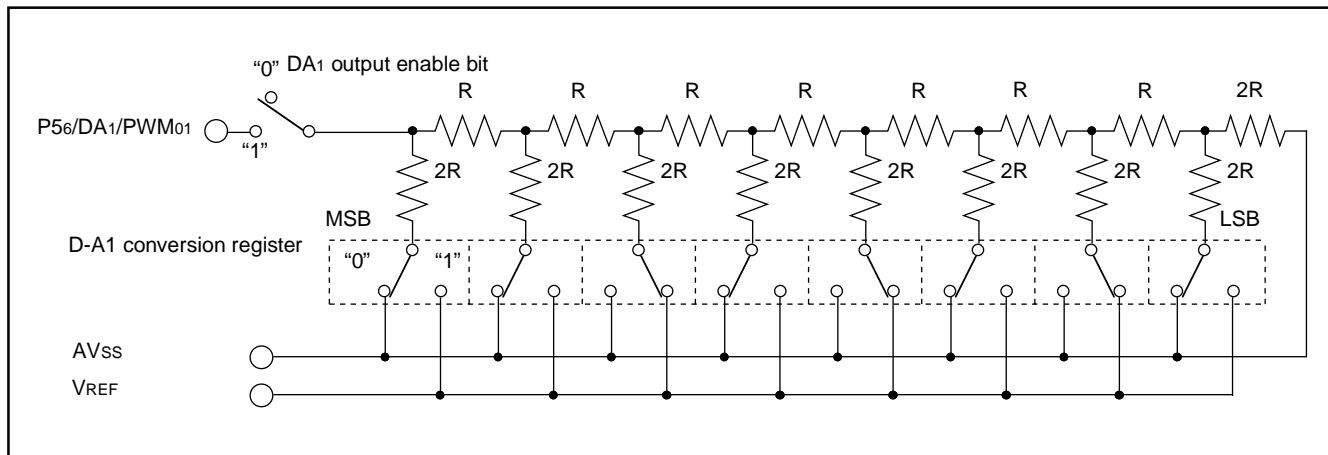 “0” DA1 output enable bit
R R R R R R R 2R
P56/DA1/PWM01
“1”
2R 2R 2R 2R 2R 2R 2R 2R
MSB LSB
D-A1 conversion register
“0” “1”
AVSS
VREF